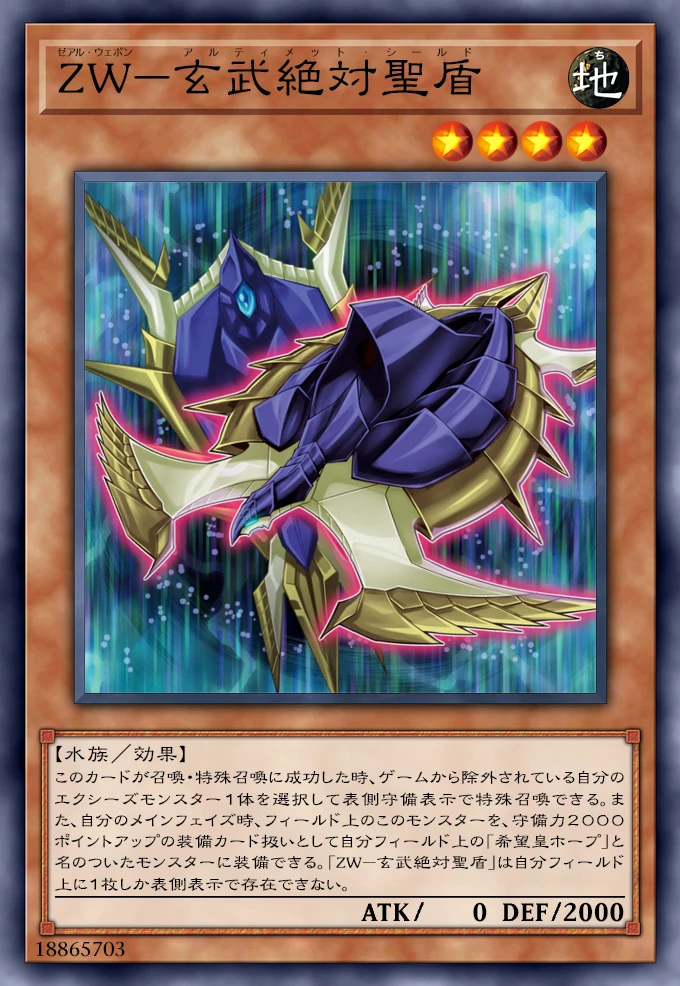 ゼアル・ウェポン アルティメット・シールド
ZW－玄武絶対聖盾
ち
地
【水族／効果】
このカードが召喚・特殊召喚に成功した時、ゲームから除外されている自分の
エクシーズモンスター１体を選択して表側守備表示で特殊召喚できる。ま
た、自分のメインフェイズ時、フィールド上のこのモンスターを、守備力２０００
ポイントアップの装備カード扱いとして自分フィールド上の「希望皇ホープ」と
名のついたモンスターに装備できる。「ZW－玄武絶対聖盾」は自分フィールド
上に１枚しか表側表示で存在できない。
ATK/ 0 DEF/2000
18865703